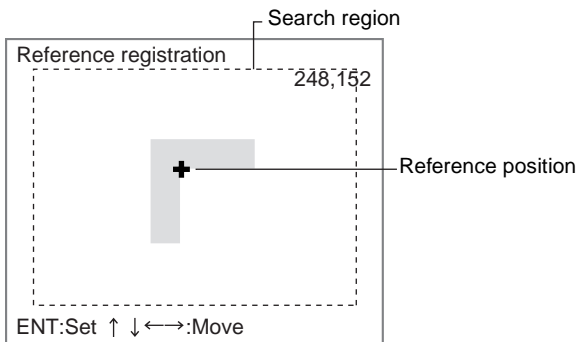 Search region
Reference registration
248,152
Reference position
ENT:Set ↑ ↓ ←→:Move